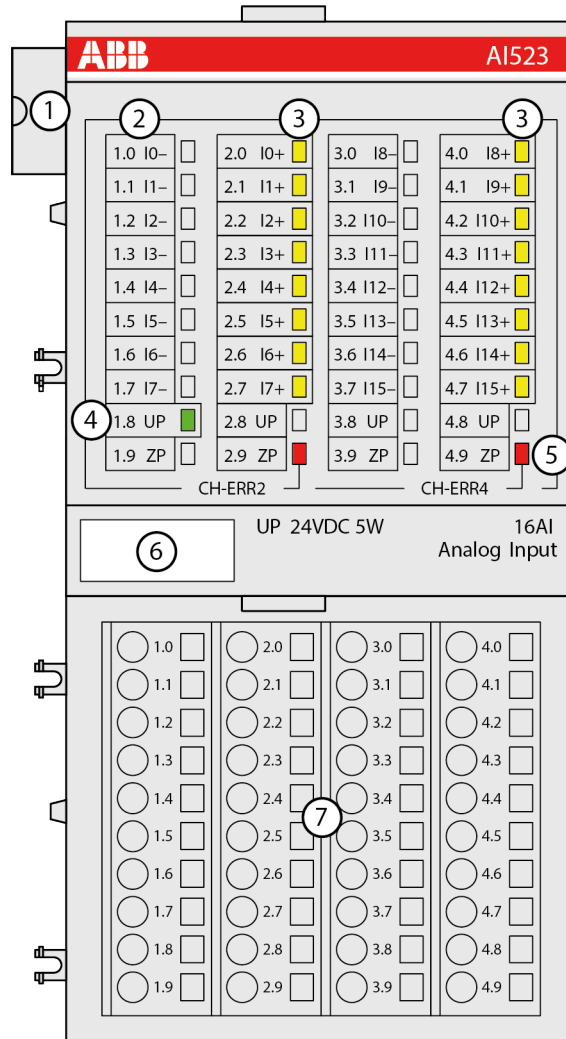 ABB AI523
1 2 3 3
1.0 I0– 2.0 I0+ 3.0 I8– 4.0 I8+
1.1 I1– 2.1 I1+ 3.1 I9– 4.1 I9+
1.2 I2– 2.2 I2+ 3.2 I10– 4.2 I10+
1.3 I3– 2.3 I3+ 3.3 I11– 4.3 I11+
1.4 I4– 2.4 I4+ 3.4 I12– 4.4 I12+
1.5 I5– 2.5 I5+ 3.5 I13– 4.5 I13+
1.6 I6– 2.6 I6+ 3.6 I14– 4.6 I14+
1.7 I7– 2.7 I7+ 3.7 I15– 4.7 I15+
4 1.8 UP 2.8 UP 3.8 UP 4.8 UP
1.9 ZP 2.9 ZP 3.9 ZP 4.9 ZP 5
CH-ERR2 CH-ERR4
UP 24VDC 5W 16AI
6 Analog Input
1.0 2.0 3.0 4.0
1.1 2.1 3.1 4.1
1.2 2.2 3.2 4.2
1.3 2.3 3.3 4.3
1.4 2.4 3.4 4.4
7
1.5 2.5 3.5 4.5
1.6 2.6 3.6 4.6
1.7 2.7 3.7 4.7
1.8 2.8 3.8 4.8
1.9 2.9 3.9 4.9